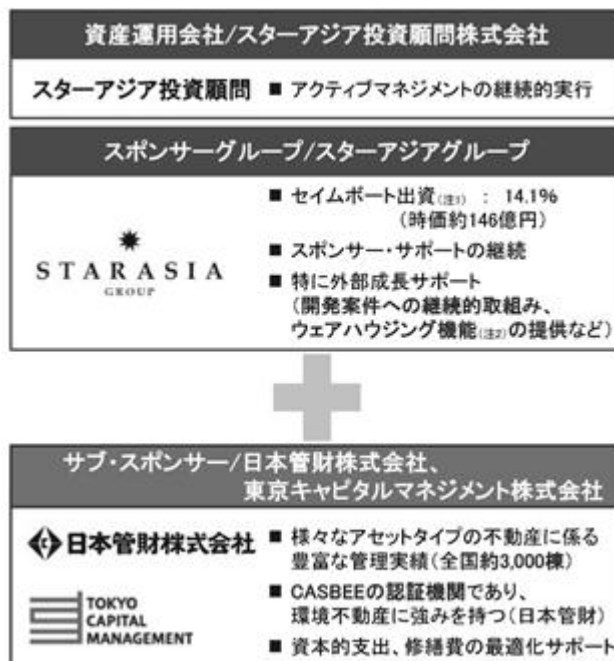 資産運用会社/スターアジア投資顧問株式会社
スターアジア投資顧問
■ アクティブマネジメントの継続的実行
スポンサーグループ/スターアジアグループ
STARASIA
GROUP
■ セイムボート出資(注1) : 14.1%
(時価約146億円)
■ スポンサー・サポートの継続
■ 特に外部成長サポート
(開発案件への継続的取組み、
ウェアハウジング機能(注2)の提供など)
サブ・スポンサー/日本管財株式会社、
東京キャピタルマネジメント株式会社
日本管財株式会社
TOKYO
CAPITAL
MANAGEMENT
■ 様々なアセットタイプの不動産に係る
豊富な管理実績(全国約3,000棟)
■ CASBEEの認証機関であり、
環境不動産に強みを持つ(日本管財)
■ 資本的支出、修繕費の最適化サポート